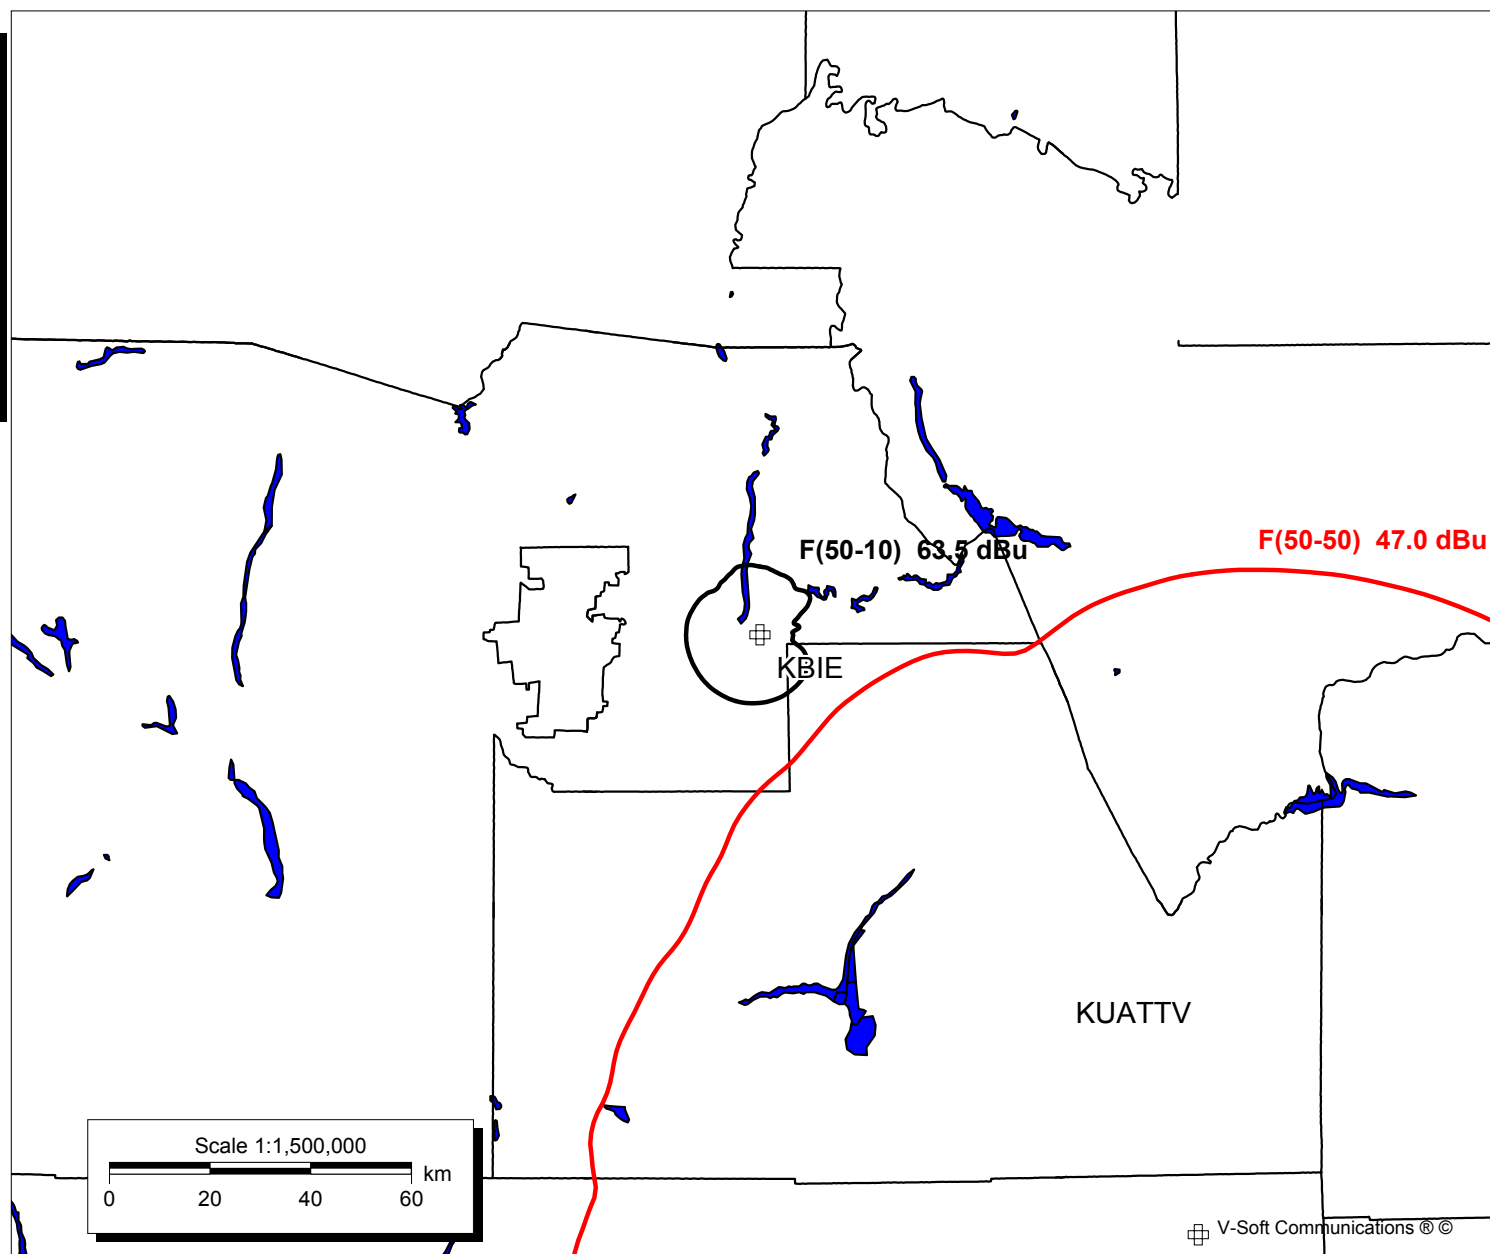 F(50-10) 63.5 dBu
F(50-50) 47.0 dBu
KBIE
KUATTV
Scale 1:1,500,000
km
0 20 40 60
V-Soft Communications ® ©